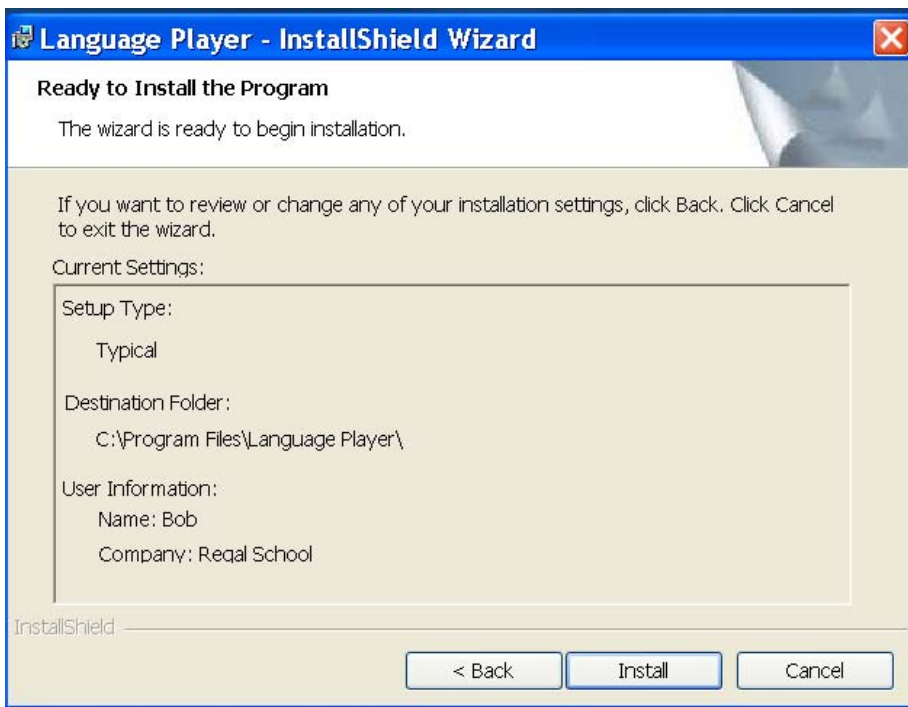 Language Player - InstallShield Wizard
Ready to Install the Program
The wizard is ready to begin installation.
If you want to review or change any of your installation settings, click Back. Click Cancel
to exit the wizard.
Current Settings:
Setup Type:
Typical
Destination Folder:
C:\Program Files\Language Player\
User Information:
Name: Bob
Company: Regal School
InstallShield
< Back
Install
Cancel